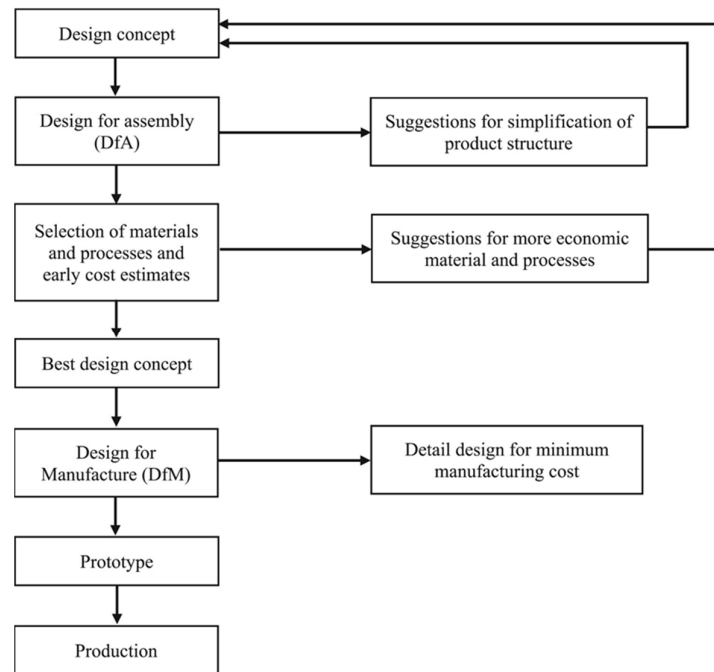 Design concept
Design for assembly
(DfA)
Suggestions for simplification of
product structure
Selection of materials
and processes and
early cost estimates
Suggestions for more economic
material and processes
Best design concept
Design for
Manufacture (DfM)
Detail design for minimum
manufacturing cost
Prototype
Production